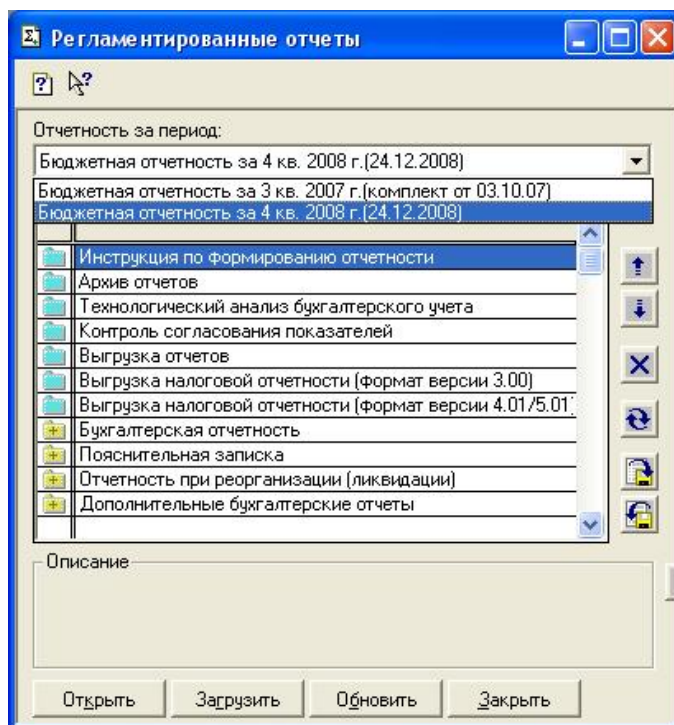 Регламентированные отчеты
Отчетность за период:
Бюджетная отчетность за 4 кв. 2008 г.(24.12.2008)
Бюджетная отчетность за 3 кв. 2007 г.(комплект от 03.10.07)
Бюджетная отчетность за 4 кв. 2008 г.(24.12.2008)
Инструкция по формированию отчетности
Архив отчетов
Технологический анализ бухгалтерского учета
Контроль согласования показателей
Выгрузка отчетов
Выгрузка налоговой отчетности (формат версии 3.00)
Выгрузка налоговой отчетности (формат версии 4.01/5.01)
Бухгалтерская отчетность
Пояснительная записка
Отчетность при реорганизации (ликвидации)
Дополнительные бухгалтерские отчеты
Описание
Открыть Загрузить Обновить Закрыть